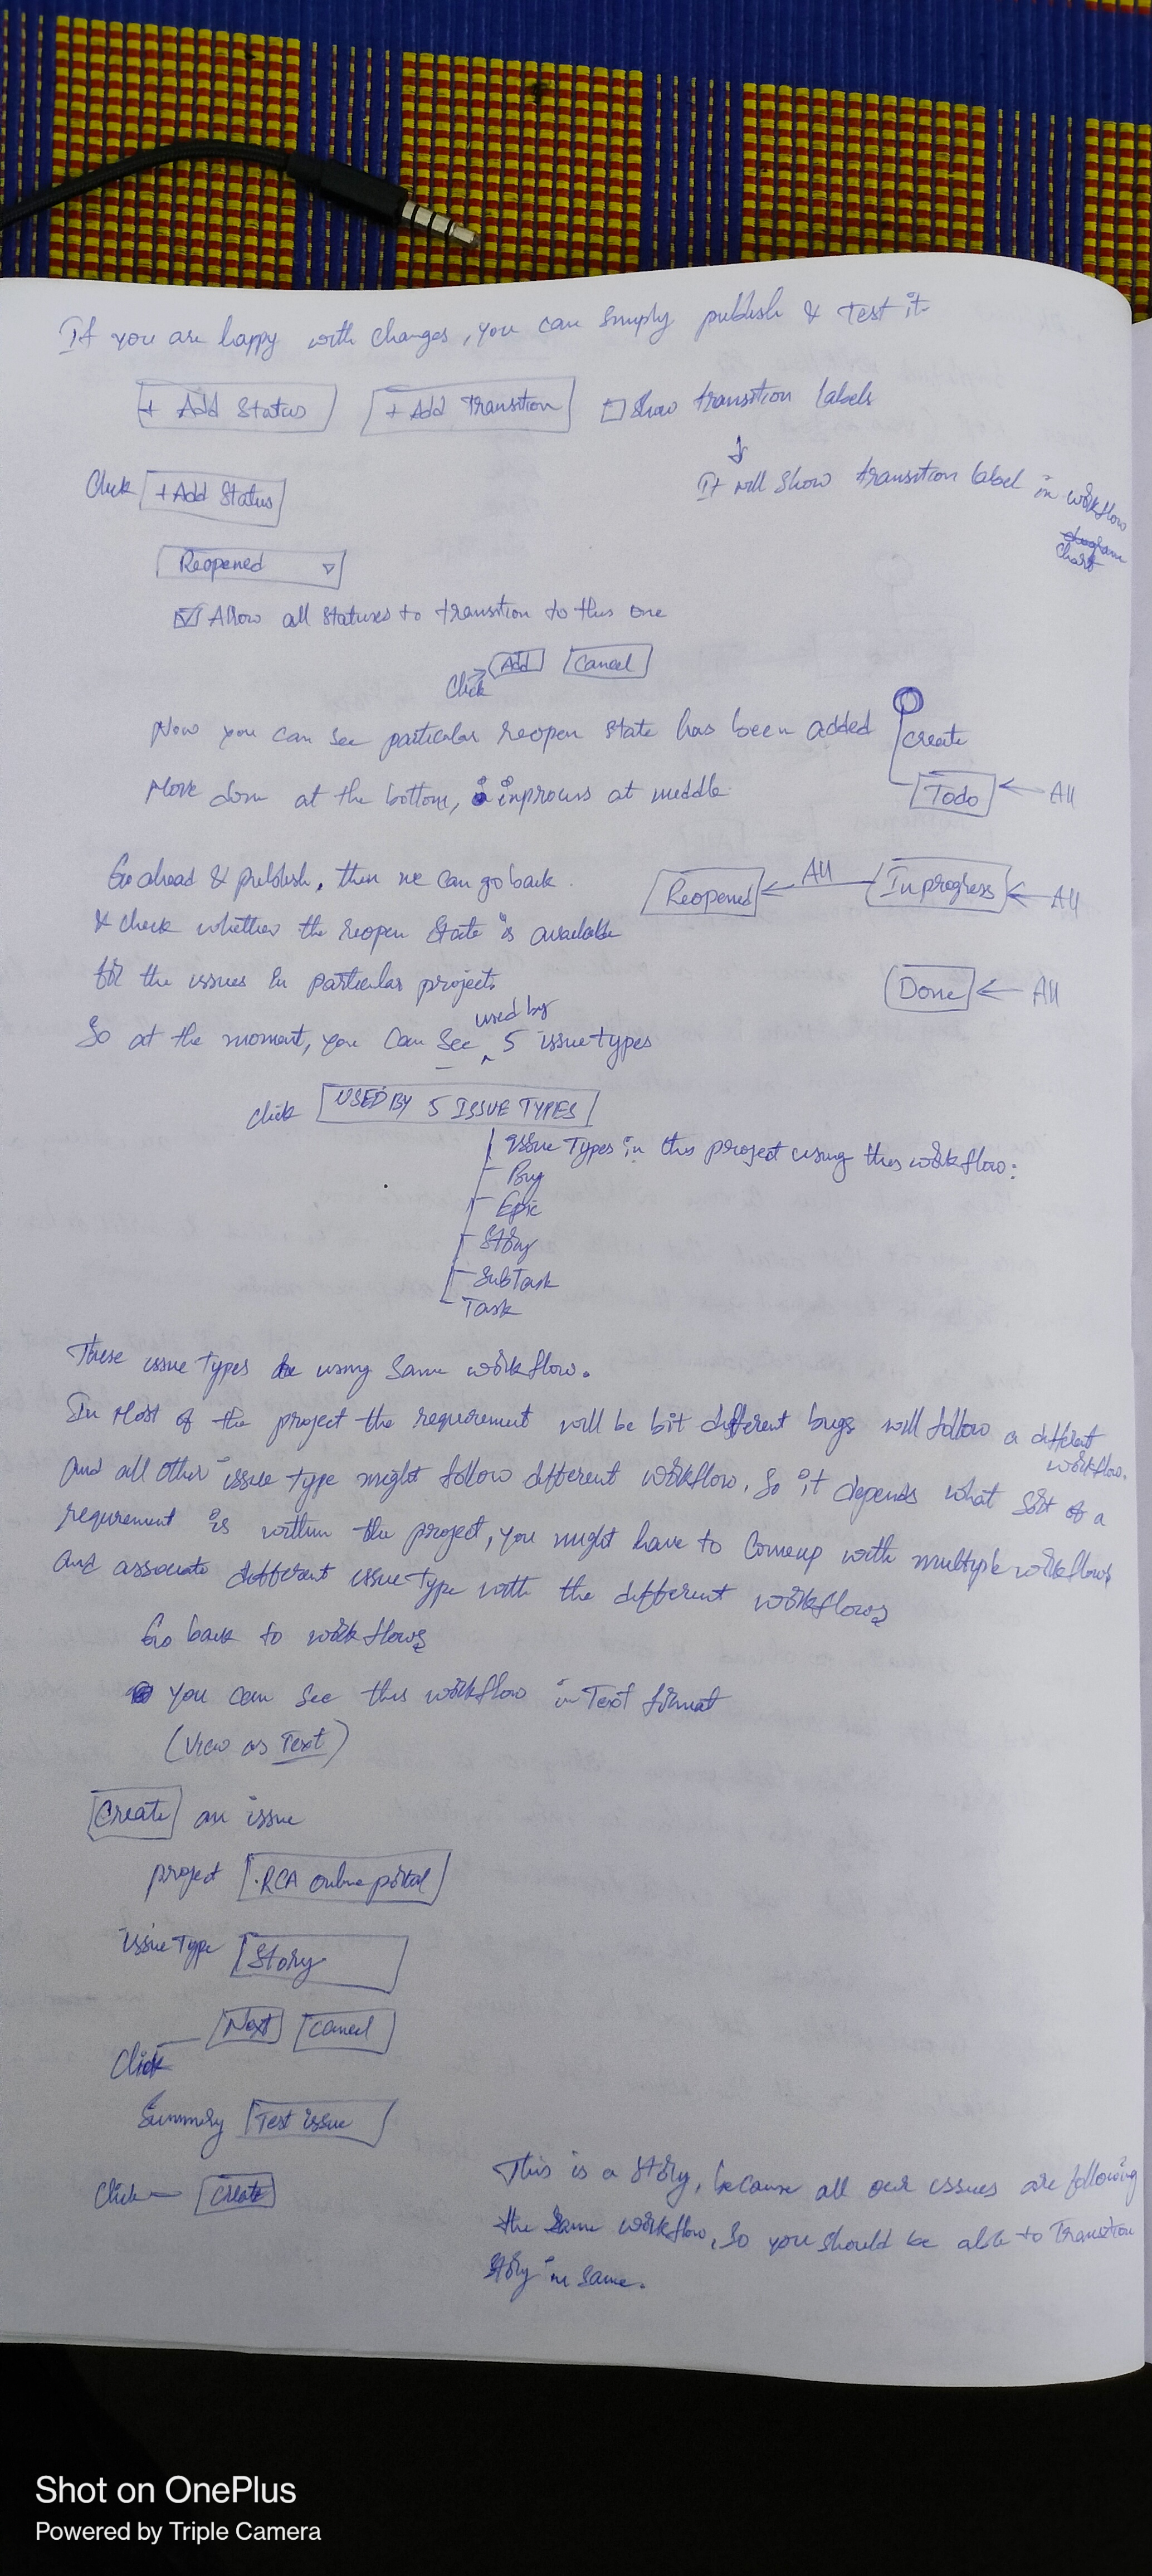 If you are happy with changes, you can simply publish & test it
+ Add Status + Add Transition Show transition labels
It will show transition label in workflow
chart
Click +Add Status
Reopened
Allow all statuses to transition to this one
Add Cancel
Click
Now you can see particular reopen state has been added
Move down at the bottom, inprocess at middle
create
Todo ← All
Reopened ← All Inprogress ← All
Done ← All
Go ahead & publish, then we can go back
& check whether the reopen state is available
for the issues in particular projects
So at the moment, you can see used by 5 issue types
click USED BY 5 ISSUE TYPES
Issue Types in this project using this workflow:
Bug
Epic
Story
SubTask
Task
These issue types be using same workflow.
In Most of the project the requirement will be bit different bugs will follow a different workflow.
And all other issue type might follow different workflow, So it depends what sort of a
requirement is within the project, you might have to comeup with multiple workflows
and associate different issue type with the different workflows
Go back to workflows
You can see this workflow in Text format
(View as Text)
Create an issue
project RCA online portal
Issue Type Story
Next Cancel
Click
Summary Test issue
Click Create
This is a story, because all our issues are following
the same workflow, so you should be able to Transition
story in same.
Shot on OnePlus
Powered by Triple Camera